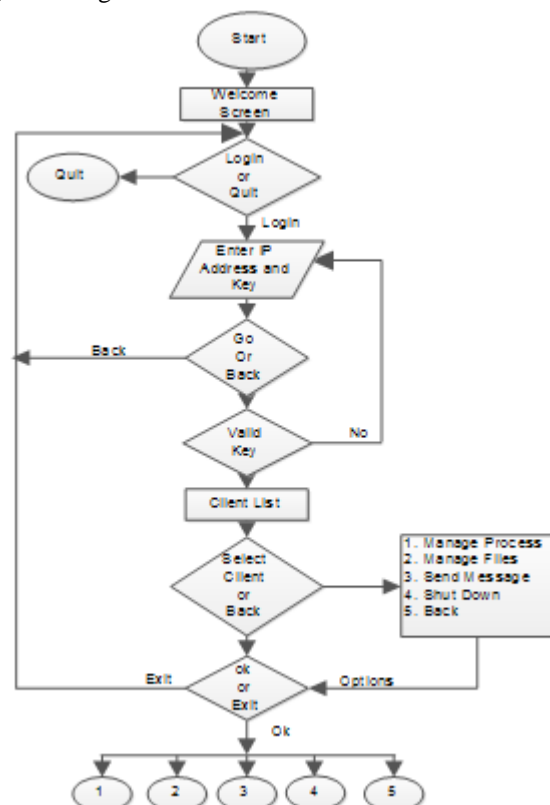 Start
Welcome
Screen
Login
or
Quit
Quit
Login
Enter IP
Address and
Key
Go
Or
Back
Back
Valid
Key
No
Client List
Select
Client
or
Back
1. Manage Process
2. Manage Files
3. Send Message
4. Shut Down
5. Back
ok
or
Exit
Exit
Options
Ok
1
2
3
4
5